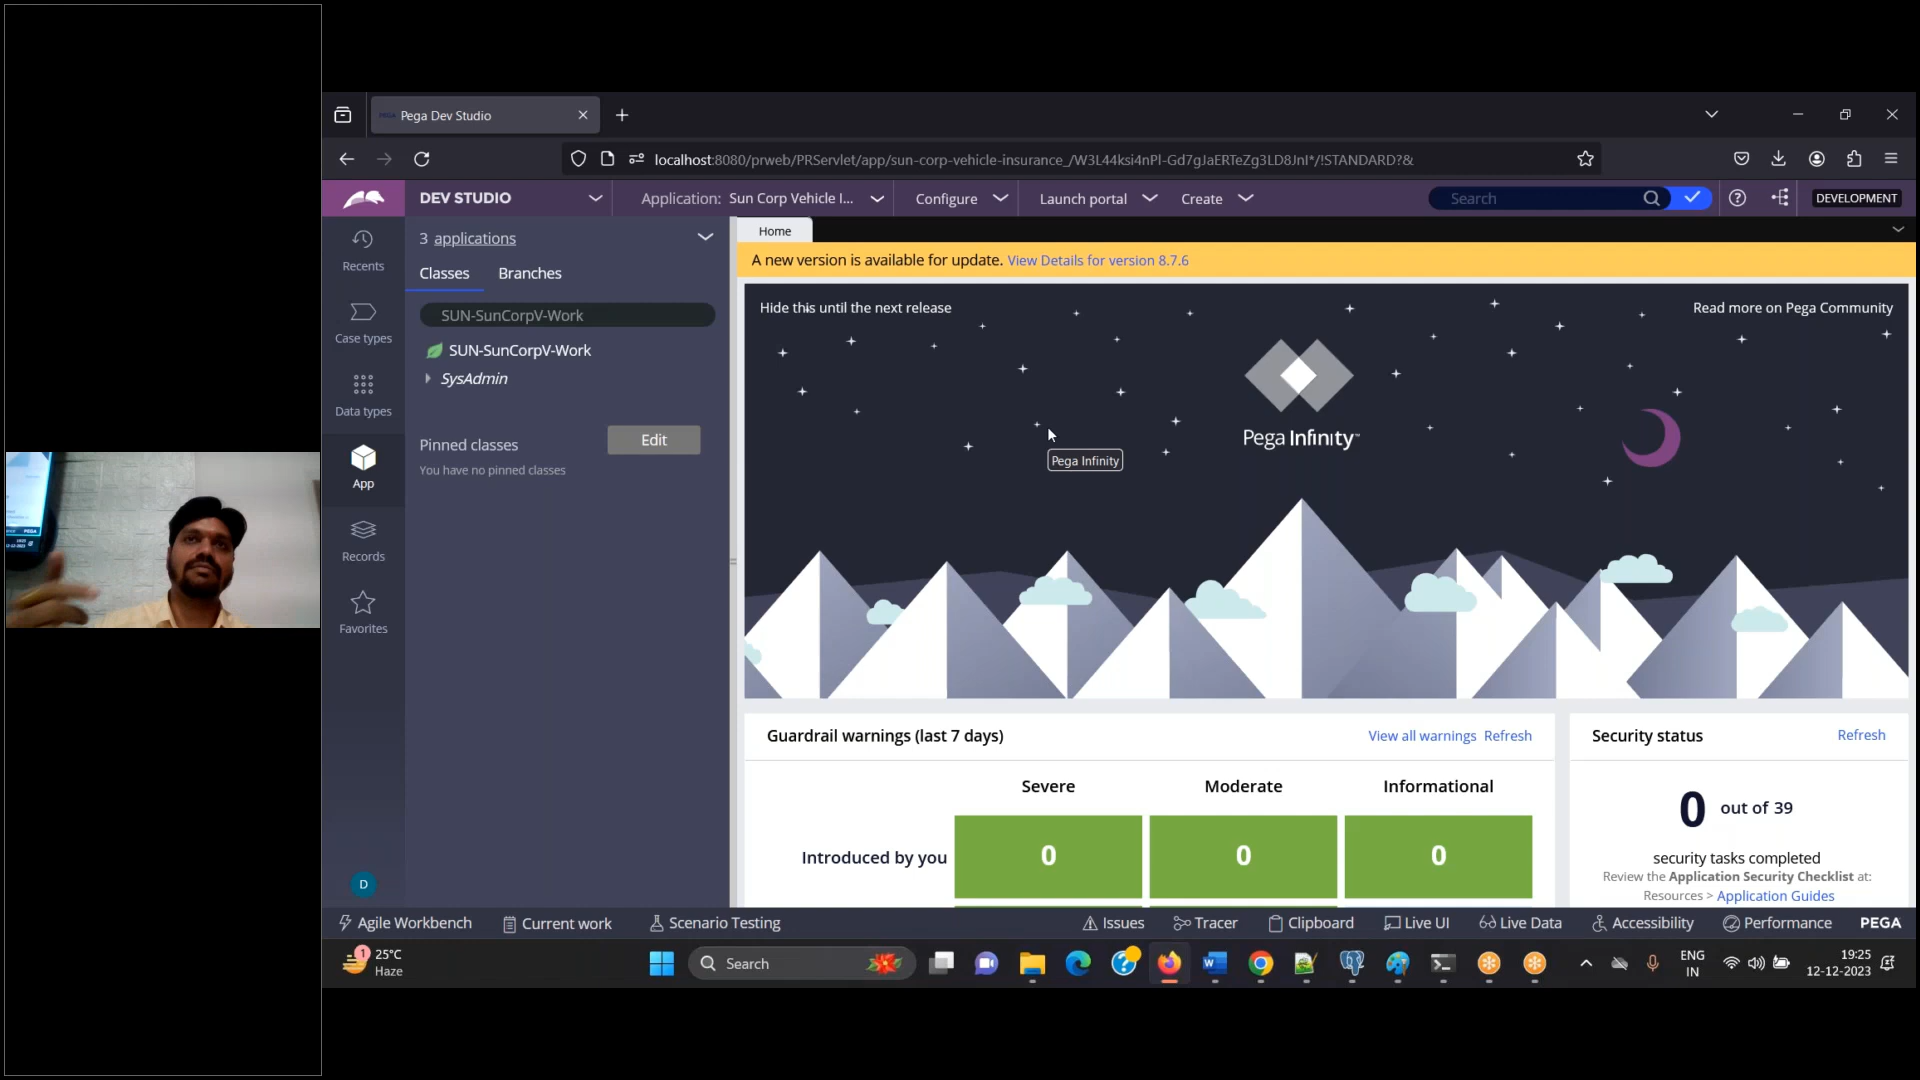 Pega Dev Studio
localhost:8080/prweb/PRServlet/app/sun-corp-vehicle-insurance_/W3L44ksi4nPl-Gd7gJaERTeZg3LD8JnI*/!STANDARD?&
DEV STUDIO
Application: Sun Corp Vehicle I...
Configure
Launch portal
Create
Search
DEVELOPMENT
Recents
Case types
Data types
App
Records
Favorites
D
3 applications
Classes
Branches
SUN-SunCorpV-Work
SUN-SunCorpV-Work
SysAdmin
Pinned classes
Edit
You have no pinned classes
Home
A new version is available for update. View Details for version 8.7.6
Hide this until the next release
Read more on Pega Community
Pega Infinity™
Pega Infinity
Guardrail warnings (last 7 days)
View all warnings Refresh
Severe
Moderate
Informational
Introduced by you
0
0
0
Security status
Refresh
0 out of 39
security tasks completed
Review the Application Security Checklist at:
Resources > Application Guides
Agile Workbench
Current work
Scenario Testing
Issues
Tracer
Clipboard
Live UI
Live Data
Accessibility
Performance
PEGA
1
25°C
Haze
Search
ENG
IN
19:25
12-12-2023